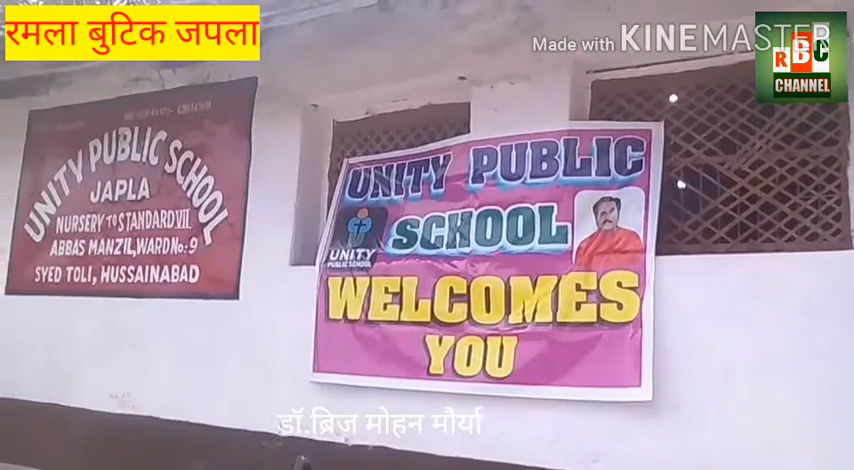 रमला बुटिक जपला
Made with KINEMASTER
RBC
CHANNEL
UNITY PUBLIC SCHOOL
JAPLA
NURSERY TO STANDARD VII
ABBAS MANZIL, WARD No:-9
SYED TOLI, HUSSAINABAD
UNITY PUBLIC
SCHOOL
UNITY
PUBLIC SCHOOL
WELCOMES
YOU
डॉ.ब्रिज मोहन मौर्या